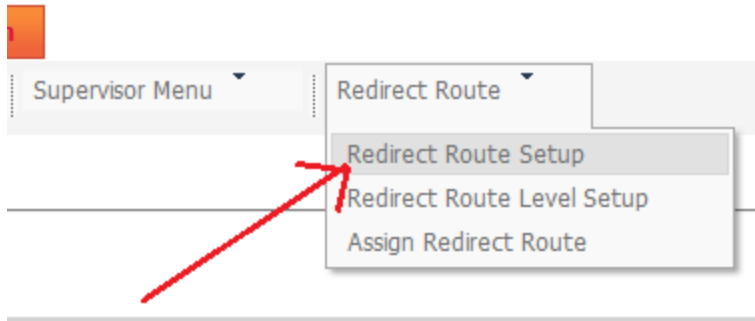 Supervisor Menu
Redirect Route
Redirect Route Setup
Redirect Route Level Setup
Assign Redirect Route